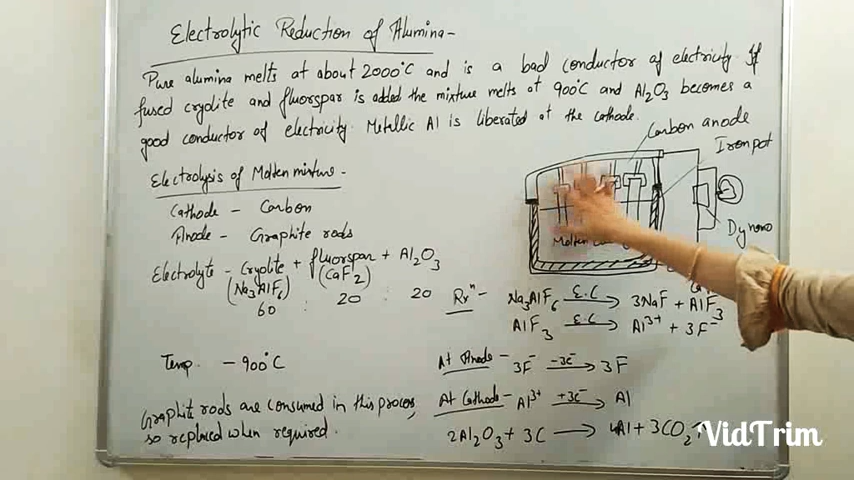 Electrolytic Reduction of Alumina-
Pure alumina melts at about 2000°C and is a bad conductor of electricity. If
fused cryolite and fluorspar is added the mixture melts at 900°C and Al2O3 becomes a
good conductor of electricity. Metallic Al is liberated at the cathode.
Carbon anode
Iron pot
Dynamo
Molten
Electrolysis of Molten mixture-
Cathode - Carbon
Anode - Graphite rods
Electrolyte - Cryolite + fluorspar + Al2O3
(Na3AlF6) (CaF2)
60 : 20 : 20
Temp. - 900°C
Graphite rods are consumed in this process,
so replaced when required.
Rxn - Na3AlF6 E.C → 3NaF + AlF3
AlF3 E.C → Al3+ + 3F-
At Anode - 3F- -3e- → 3F
At Cathode - Al3+ +3e- → Al
2Al2O3 + 3C → 4Al + 3CO2↑
VidTrim